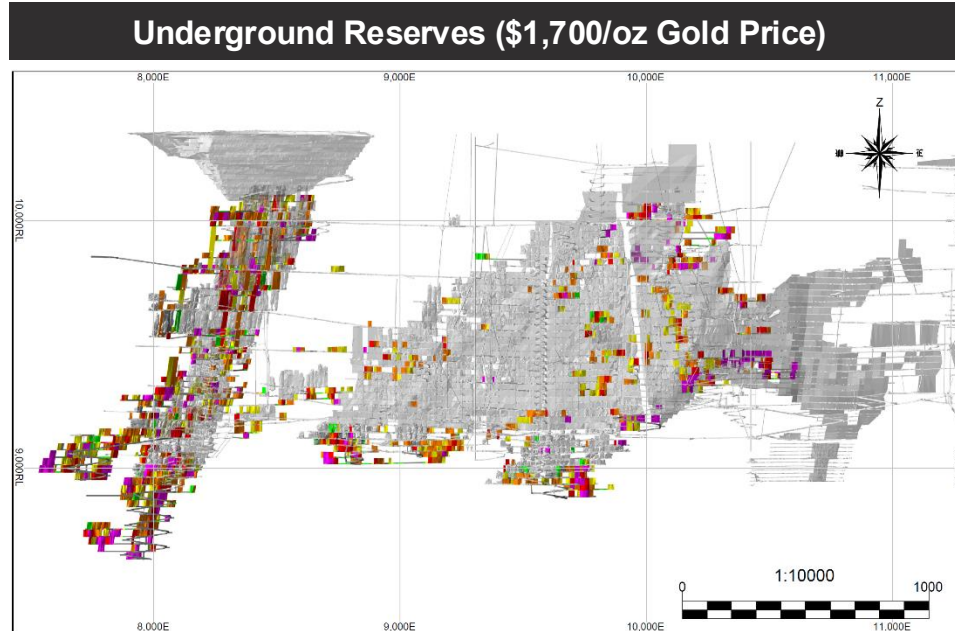 Underground Reserves ($1,700/oz Gold Price)
8,000E 9,000E 10,000E 11,000E
Z
W E
10,000RL
9,000RL
1:10000
0 1000
8,000E 9,000E 10,000E 11,000E